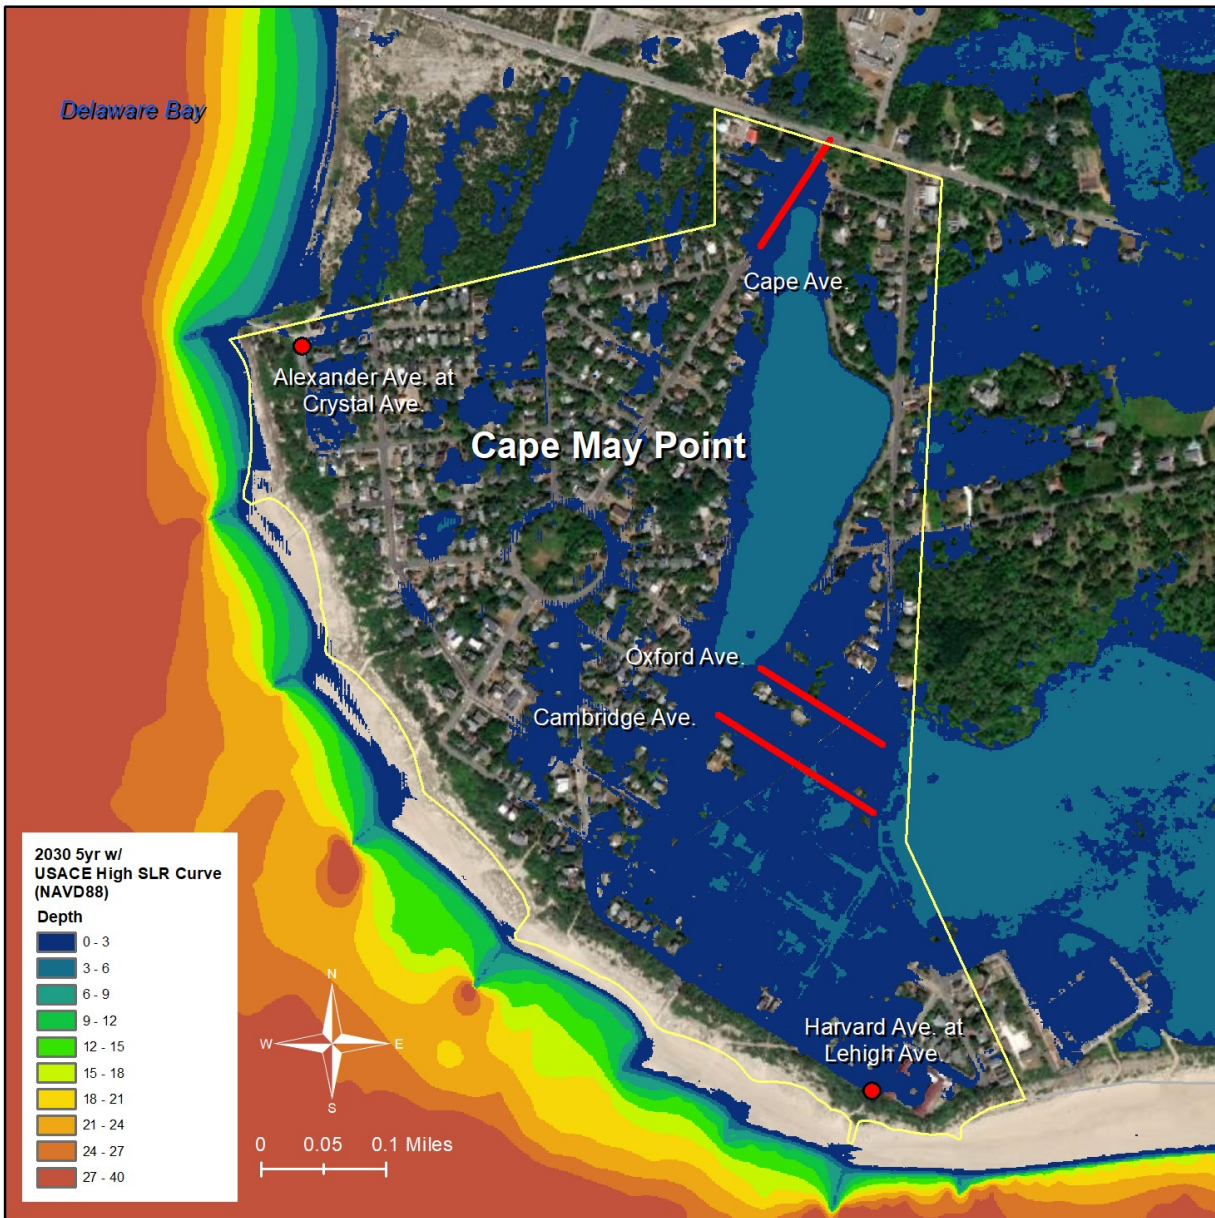 Delaware Bay
Cape Ave.
Alexander Ave. at
Crystal Ave.
Cape May Point
Oxford Ave.
Cambridge Ave.
Harvard Ave. at
Lehigh Ave.
2030 5yr w/
USACE High SLR Curve
(NAVD88)
Depth
0 - 3
3 - 6
6 - 9
9 - 12
12 - 15
15 - 18
18 - 21
21 - 24
24 - 27
27 - 40
N
W E
S
0 0.05 0.1 Miles